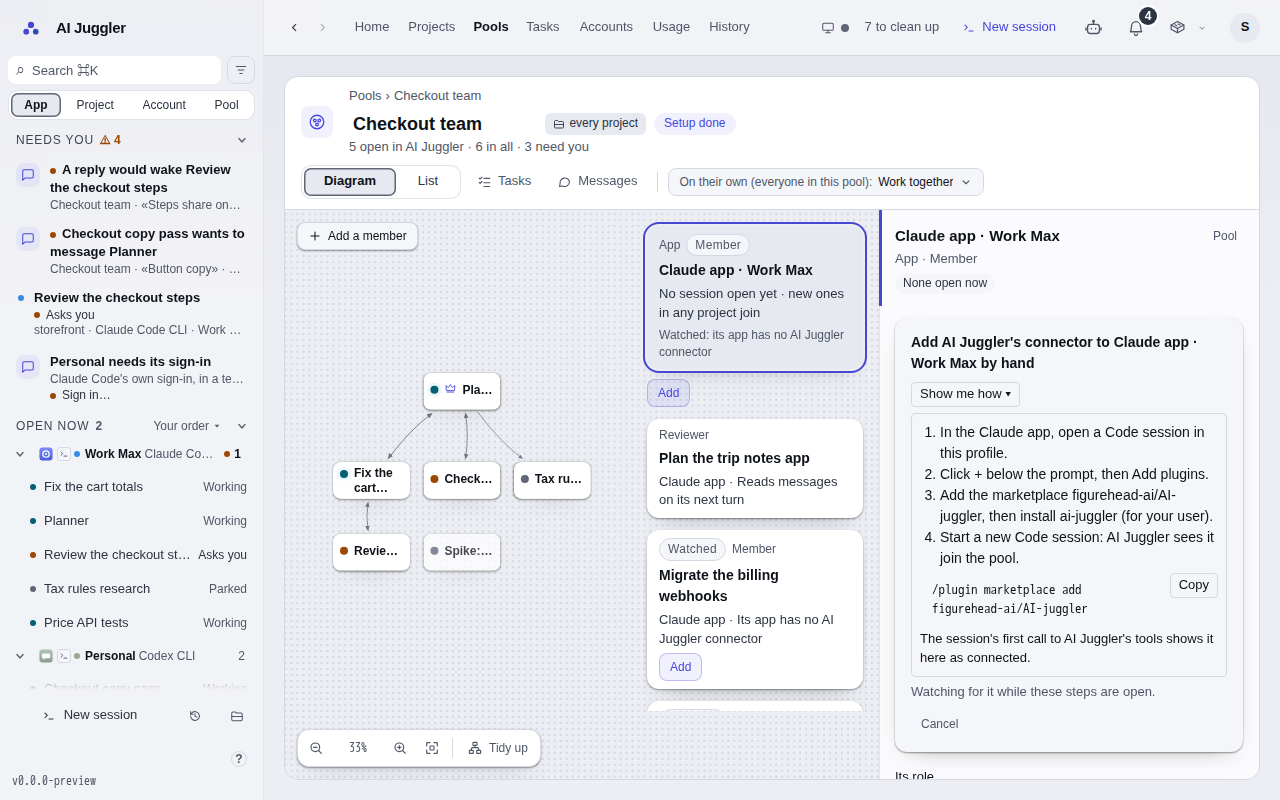 AI Juggler
Search ⌘K
App
Project
Account
Pool
NEEDS YOU 4
A reply would wake Review the checkout steps
Checkout team · «Steps share on…
Checkout copy pass wants to message Planner
Checkout team · «Button copy» · …
Review the checkout steps
Asks you
storefront · Claude Code CLI · Work …
Personal needs its sign-in
Claude Code's own sign-in, in a te…
Sign in…
OPEN NOW 2
Your order
Work Max Claude Co… 1
Fix the cart totals Working
Planner Working
Review the checkout st… Asks you
Tax rules research Parked
Price API tests Working
Personal Codex CLI 2
New session
?
v0.0.0-preview
Home
Projects
Pools
Tasks
Accounts
Usage
History
7 to clean up
New session
4
S
Pools › Checkout team
Checkout team
every project
Setup done
5 open in AI Juggler · 6 in all · 3 need you
Diagram
List
Tasks
Messages
On their own (everyone in this pool): Work together
Add a member
Pla…
Fix the cart…
Check…
Tax ru…
Revie…
Spike:…
33%
Tidy up
App Member
Claude app · Work Max
No session open yet · new ones in any project join
Watched: its app has no AI Juggler connector
Add
Reviewer
Plan the trip notes app
Claude app · Reads messages on its next turn
Watched Member
Migrate the billing webhooks
Claude app · Its app has no AI Juggler connector
Add
Claude app · Work Max
Pool
App · Member
None open now
Add AI Juggler's connector to Claude app · Work Max by hand
Show me how ▾
1. In the Claude app, open a Code session in this profile.
2. Click + below the prompt, then Add plugins.
3. Add the marketplace figurehead-ai/AI-juggler, then install ai-juggler (for your user).
4. Start a new Code session: AI Juggler sees it join the pool.
/plugin marketplace add figurehead-ai/AI-juggler
Copy
The session's first call to AI Juggler's tools shows it here as connected.
Watching for it while these steps are open.
Cancel
Its role